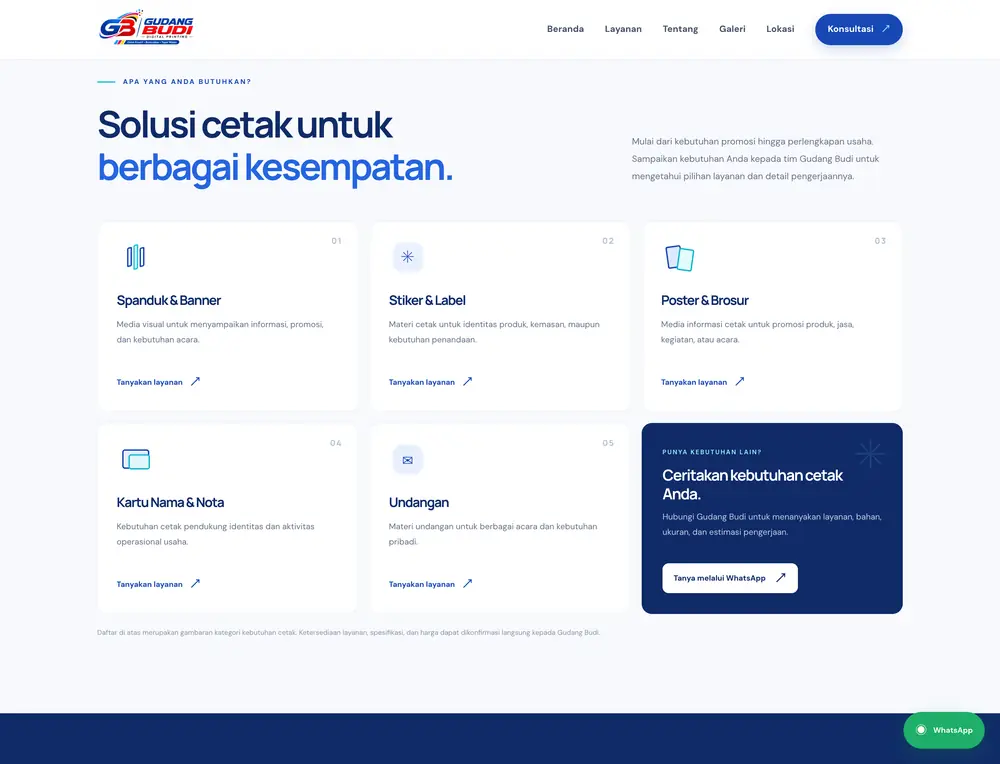 GB GUDANG BUDI
DIGITAL PRINTING
Beranda
Layanan
Tentang
Galeri
Lokasi
Konsultasi ↗
APA YANG ANDA BUTUHKAN?
Solusi cetak untuk
berbagai kesempatan.
Mulai dari kebutuhan promosi hingga perlengkapan usaha.
Sampaikan kebutuhan Anda kepada tim Gudang Budi untuk
mengetahui pilihan layanan dan detail pengerjaannya.
01
Spanduk & Banner
Media visual untuk menyampaikan informasi, promosi,
dan kebutuhan acara.
Tanyakan layanan ↗
02
Stiker & Label
Materi cetak untuk identitas produk, kemasan, maupun
kebutuhan penandaan.
Tanyakan layanan ↗
03
Poster & Brosur
Media informasi cetak untuk promosi produk, jasa,
kegiatan, atau acara.
Tanyakan layanan ↗
04
Kartu Nama & Nota
Kebutuhan cetak pendukung identitas dan aktivitas
operasional usaha.
Tanyakan layanan ↗
05
Undangan
Materi undangan untuk berbagai acara dan kebutuhan
pribadi.
Tanyakan layanan ↗
PUNYA KEBUTUHAN LAIN?
Ceritakan kebutuhan cetak
Anda.
Hubungi Gudang Budi untuk menanyakan layanan, bahan,
ukuran, dan estimasi pengerjaan.
Tanya melalui WhatsApp ↗
Daftar di atas merupakan gambaran kategori kebutuhan cetak. Ketersediaan layanan, spesifikasi, dan harga dapat dikonfirmasi langsung kepada Gudang Budi.
WhatsApp